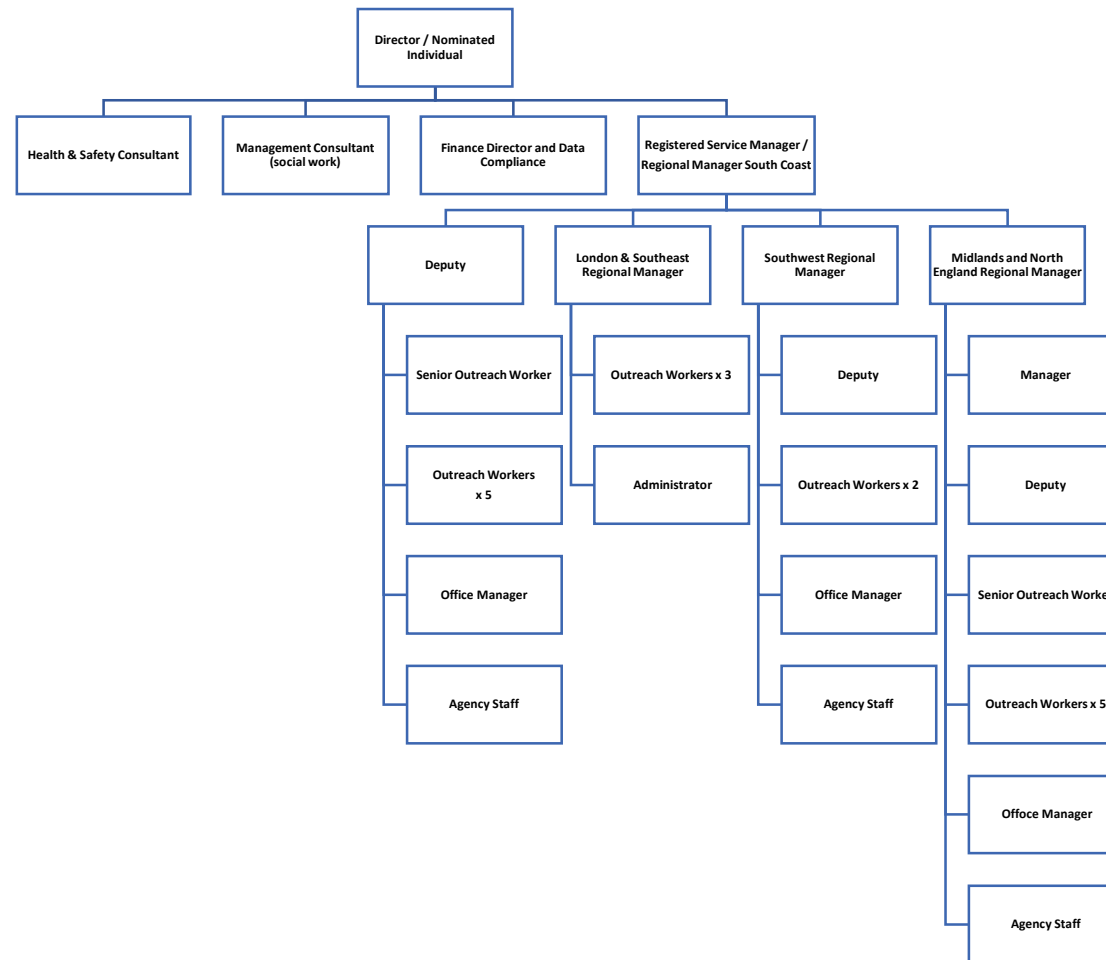 Director / Nominated
Individual
Health & Safety Consultant
Management Consultant
(social work)
Finance Director and Data
Compliance
Registered Service Manager /
Regional Manager South Coast
Deputy
London & Southeast
Regional Manager
Southwest Regional
Manager
Midlands and North
England Regional Manager
Senior Outreach Worker
Outreach Workers
x 5
Office Manager
Agency Staff
Outreach Workers x 3
Administrator
Deputy
Outreach Workers x 2
Office Manager
Agency Staff
Manager
Deputy
Senior Outreach Worke
Outreach Workers x 5
Offoce Manager
Agency Staff